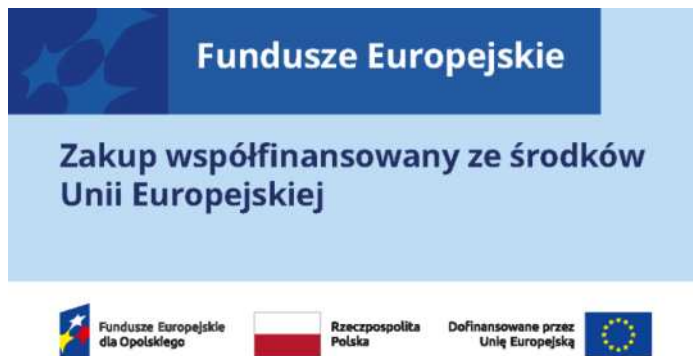 Fundusze Europejskie
Zakup współfinansowany ze środków
Unii Europejskiej
Fundusze Europejskie
dla Opolskiego
Rzeczpospolita
Polska
Dofinansowane przez
Unię Europejską